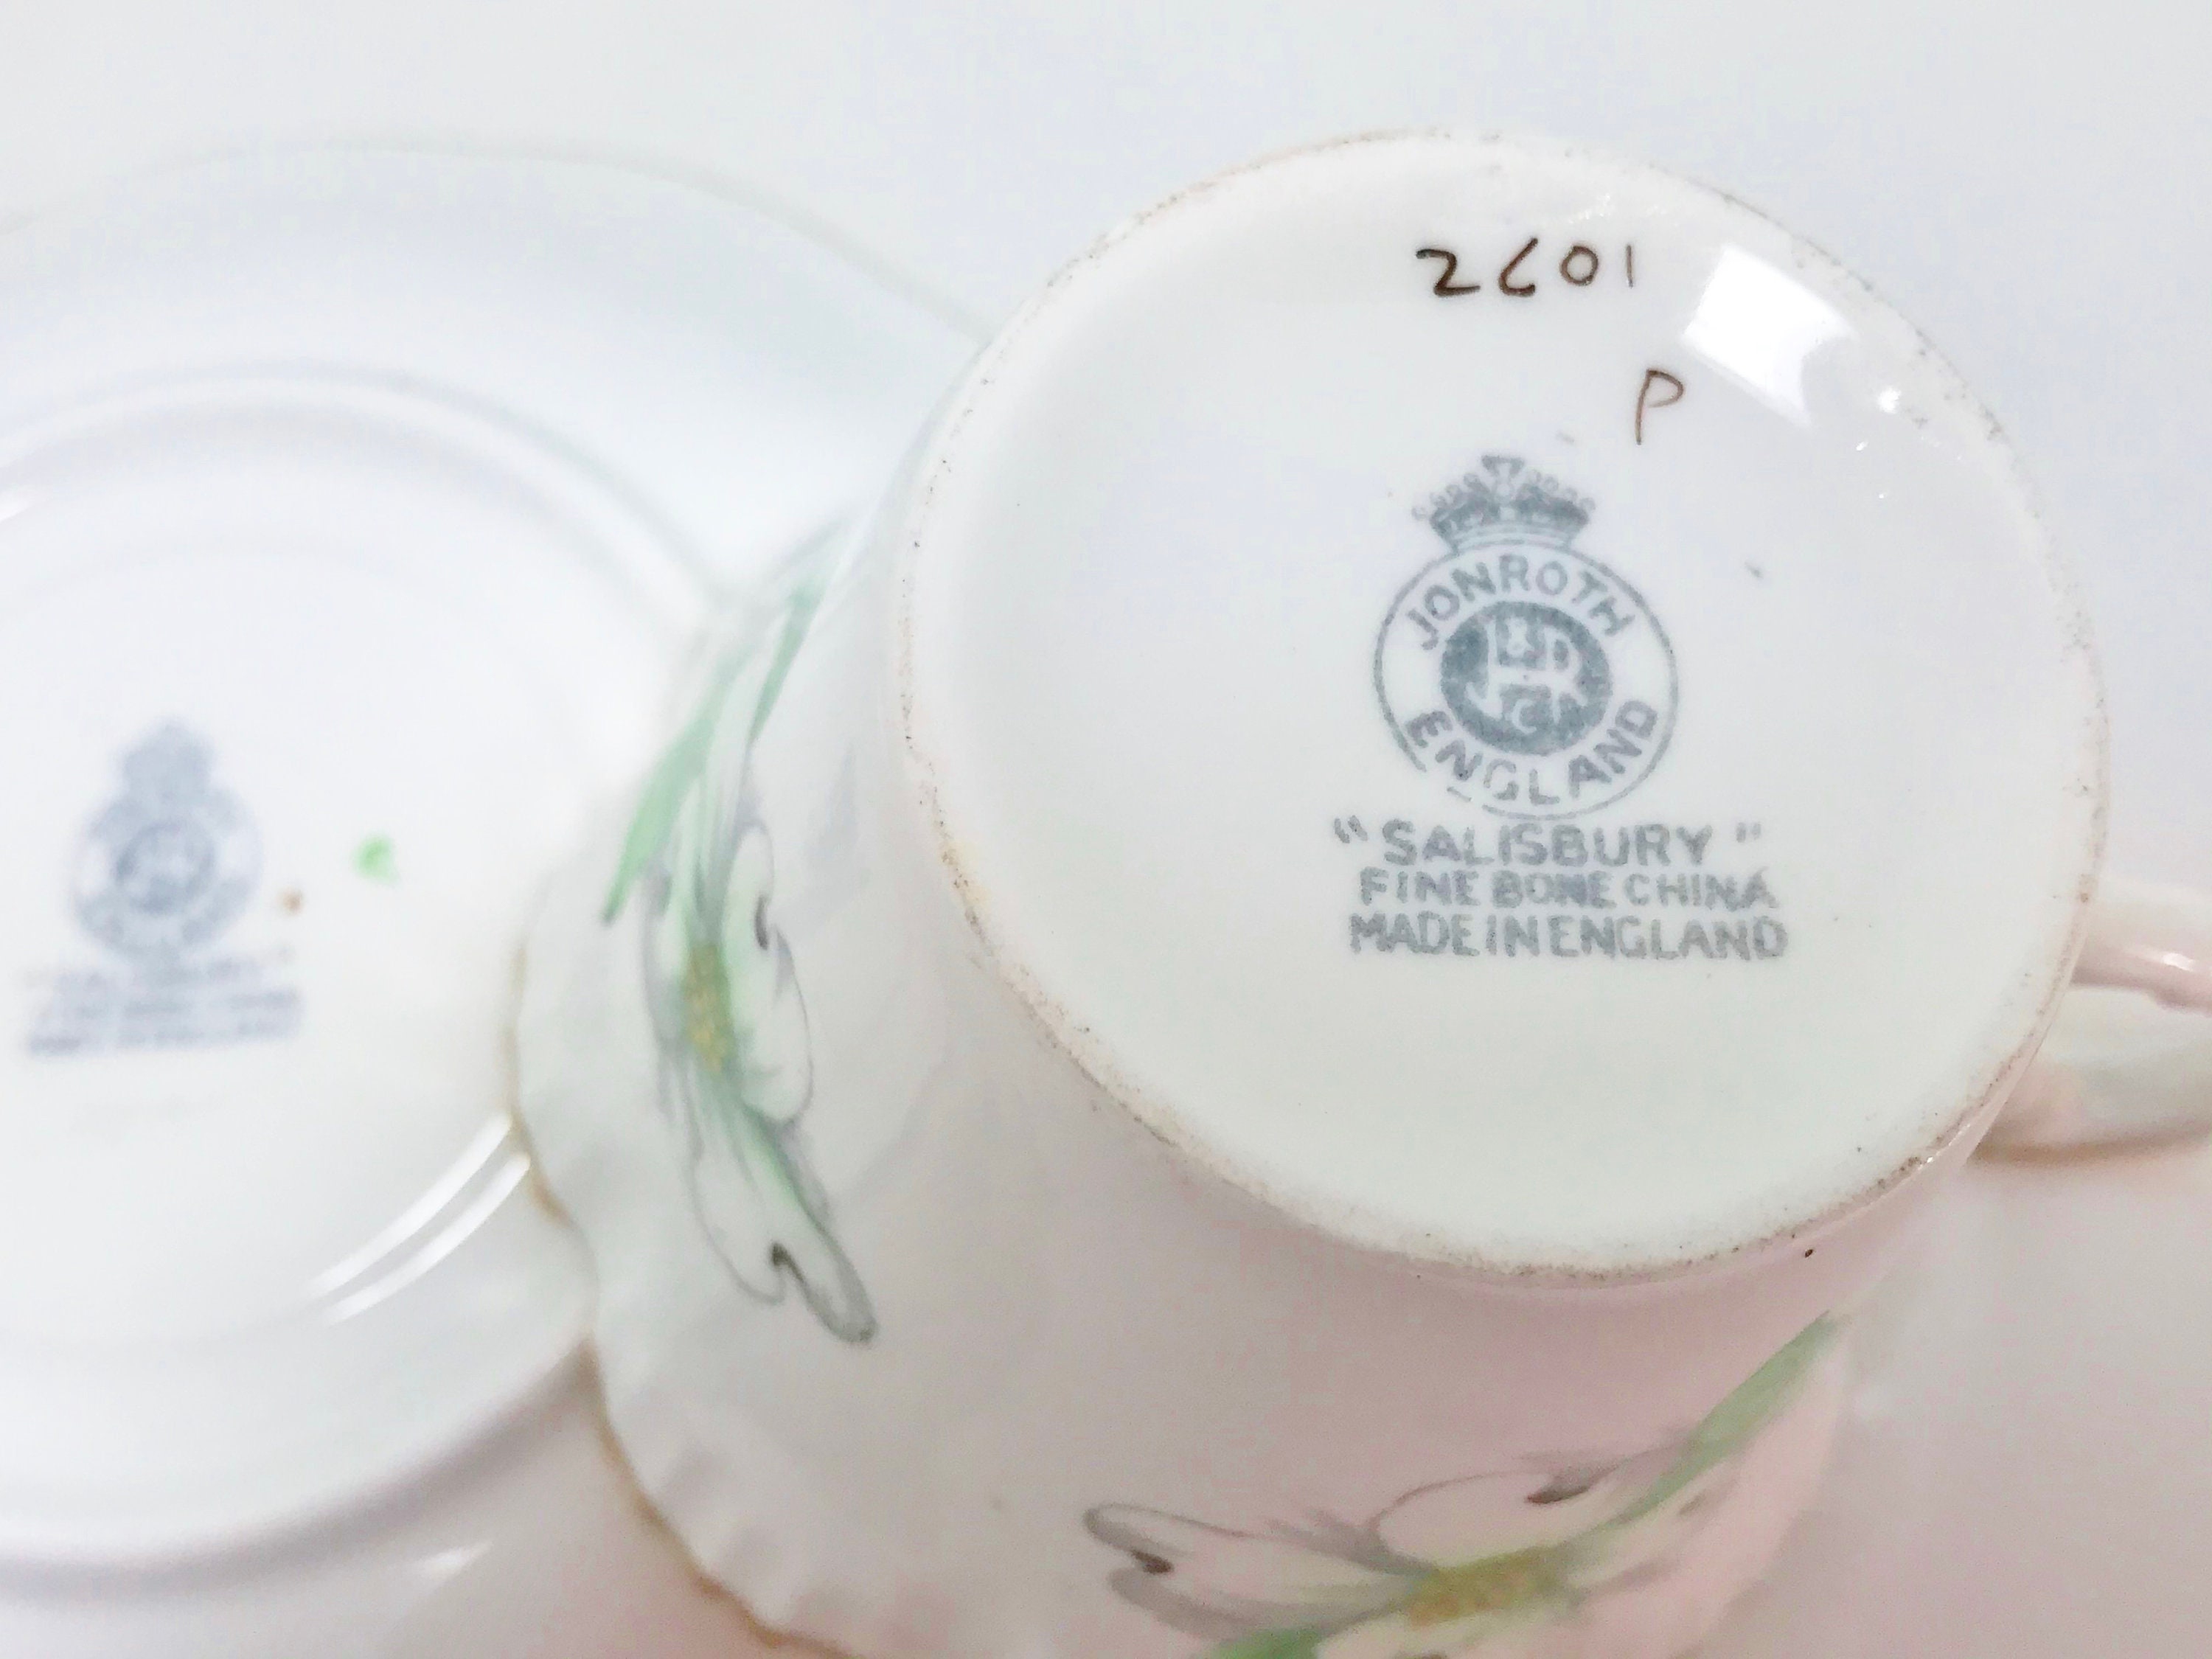 2601
P
JONROTH
ENGLAND
"SALISBURY"
FINE BONE CHINA
MADE IN ENGLAND